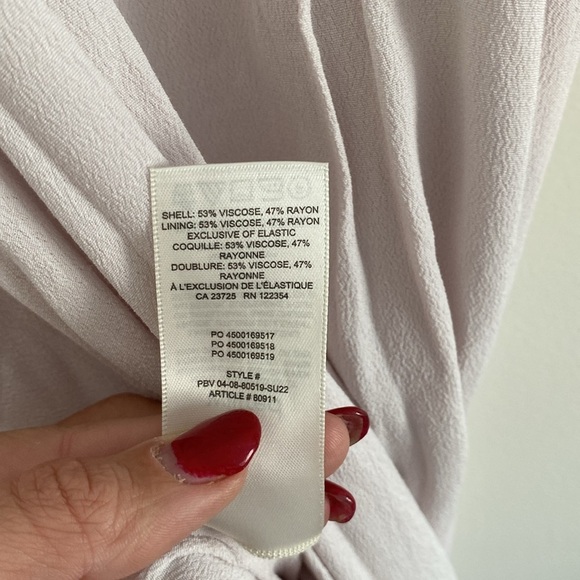 SHELL: 53% VISCOSE, 47% RAYON
LINING: 53% VISCOSE, 47% RAYON
EXCLUSIVE OF ELASTIC
COQUILLE: 53% VISCOSE, 47%
RAYONNE
DOUBLURE: 53% VISCOSE, 47%
RAYONNE
À L'EXCLUSION DE L'ÉLASTIQUE
CA 23725 RN 122354
PO 4500169517
PO 4500169518
PO 4500169519
STYLE #
PBV 04-08-60519-SU22
ARTICLE # 80911